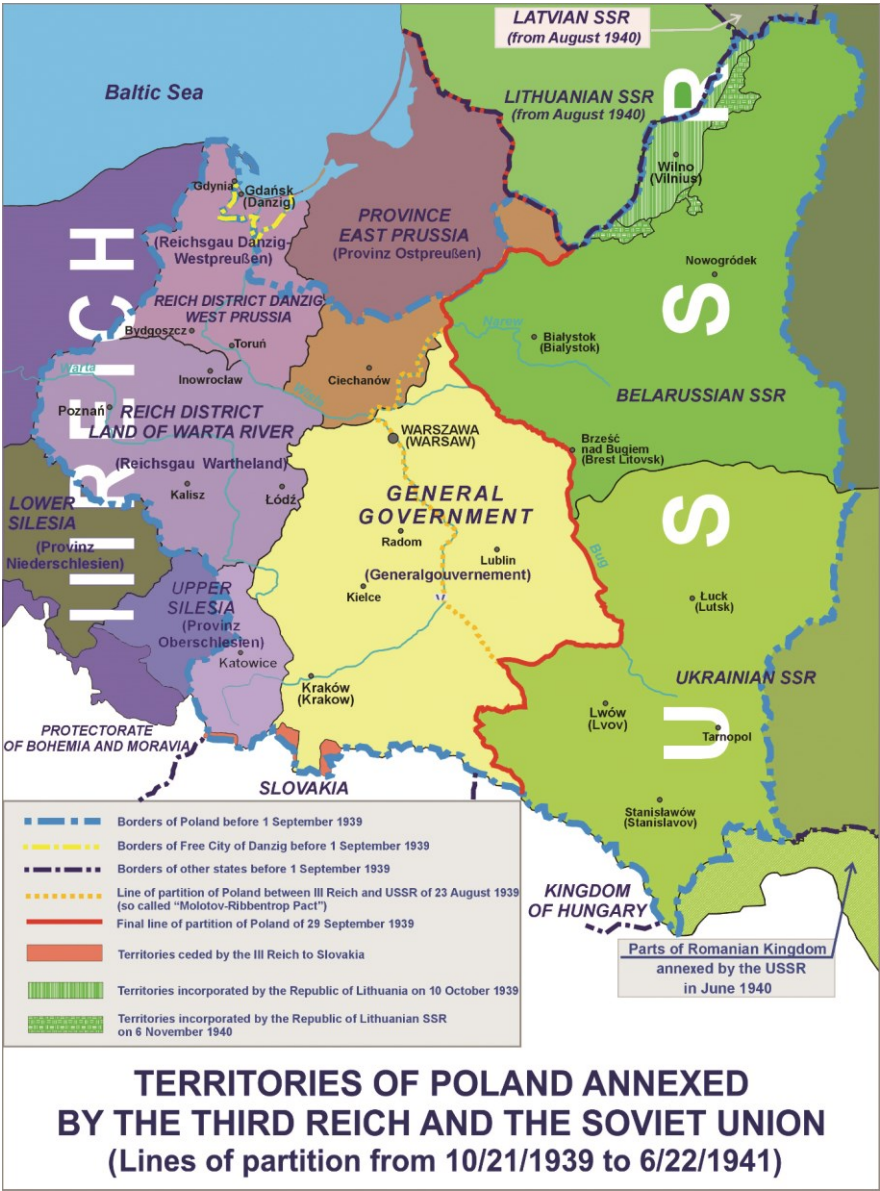 LATVIAN SSR
(from August 1940)
Baltic Sea
LITHUANIAN SSR
(from August 1940)
Wilno
(Vilnius)
Gdynia
Gdańsk
(Danzig)
PROVINCE
EAST PRUSSIA
(Provinz Ostpreußen)
(Reichsgau Danzig-
Westpreußen)
Nowogródek
REICH DISTRICT DANZIG
WEST PRUSSIA
Bydgoszcz
Toruń
Narew
Białystok
(Bialystok)
Warta
Inowrocław
Ciechanów
Wisła
BELARUSSIAN SSR
Poznań
REICH DISTRICT
LAND OF WARTA RIVER
WARSZAWA
(WARSAW)
Brześć
nad Bugiem
(Brest Litovsk)
(Reichsgau Wartheland)
Kalisz
Łódź
GENERAL
GOVERNMENT
LOWER
SILESIA
(Provinz
Niederschlesien)
Radom
Lublin
Bug
(Generalgouvernement)
Kielce
UPPER
SILESIA
(Provinz
Oberschlesien)
Katowice
Łuck
(Lutsk)
UKRAINIAN SSR
Kraków
(Krakow)
Lwów
(Lvov)
Tarnopol
PROTECTORATE
OF BOHEMIA AND MORAVIA
SLOVAKIA
Stanisławów
(Stanislavov)
III REICH
USSR
KINGDOM
OF HUNGARY
Parts of Romanian Kingdom
annexed by the USSR
in June 1940
Borders of Poland before 1 September 1939
Borders of Free City of Danzig before 1 September 1939
Borders of other states before 1 September 1939
Line of partition of Poland between III Reich and USSR of 23 August 1939
(so called "Molotov-Ribbentrop Pact")
Final line of partition of Poland of 29 September 1939
Territories ceded by the III Reich to Slovakia
Territories incorporated by the Republic of Lithuania on 10 October 1939
Territories incorporated by the Republic of Lithuanian SSR
on 6 November 1940
TERRITORIES OF POLAND ANNEXED
BY THE THIRD REICH AND THE SOVIET UNION
(Lines of partition from 10/21/1939 to 6/22/1941)